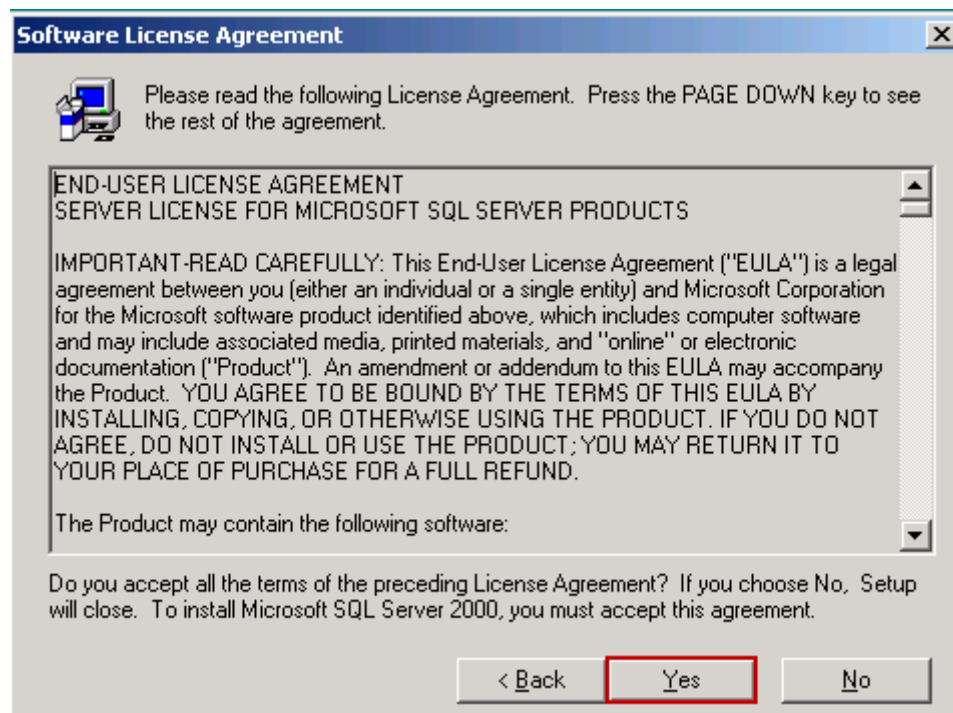 Software License Agreement
Please read the following License Agreement. Press the PAGE DOWN key to see
the rest of the agreement.
END-USER LICENSE AGREEMENT
SERVER LICENSE FOR MICROSOFT SQL SERVER PRODUCTS
IMPORTANT-READ CAREFULLY: This End-User License Agreement ("EULA") is a legal
agreement between you (either an individual or a single entity) and Microsoft Corporation
for the Microsoft software product identified above, which includes computer software
and may include associated media, printed materials, and "online" or electronic
documentation ("Product"). An amendment or addendum to this EULA may accompany
the Product. YOU AGREE TO BE BOUND BY THE TERMS OF THIS EULA BY
INSTALLING, COPYING, OR OTHERWISE USING THE PRODUCT. IF YOU DO NOT
AGREE, DO NOT INSTALL OR USE THE PRODUCT; YOU MAY RETURN IT TO
YOUR PLACE OF PURCHASE FOR A FULL REFUND.
The Product may contain the following software:
Do you accept all the terms of the preceding License Agreement? If you choose No, Setup
will close. To install Microsoft SQL Server 2000, you must accept this agreement.
< Back Yes No